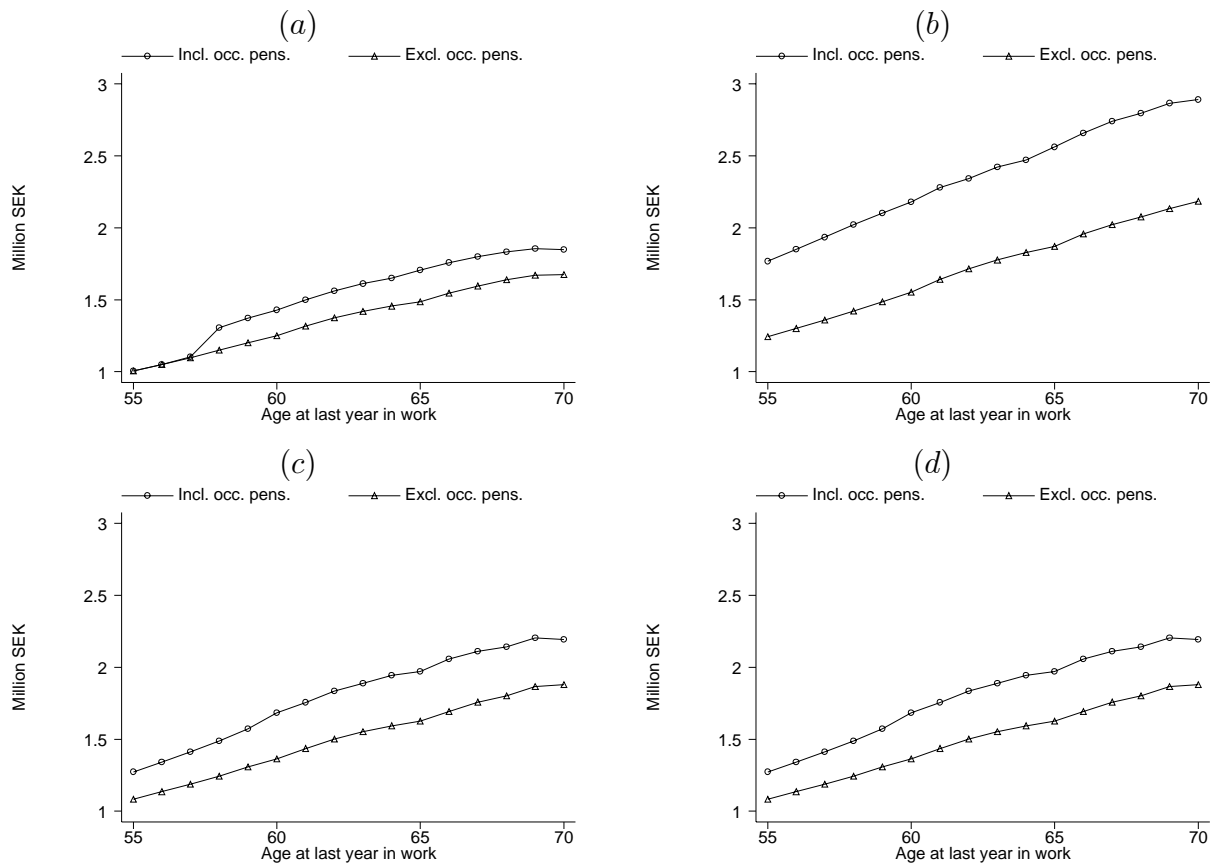 (a)
Incl. occ. pens. Excl. occ. pens.
3
2.5
2
1.5
1
Million SEK
55 60 65 70
Age at last year in work
(b)
Incl. occ. pens. Excl. occ. pens.
3
2.5
2
1.5
1
Million SEK
55 60 65 70
Age at last year in work
(c)
Incl. occ. pens. Excl. occ. pens.
3
2.5
2
1.5
1
Million SEK
55 60 65 70
Age at last year in work
(d)
Incl. occ. pens. Excl. occ. pens.
3
2.5
2
1.5
1
Million SEK
55 60 65 70
Age at last year in work